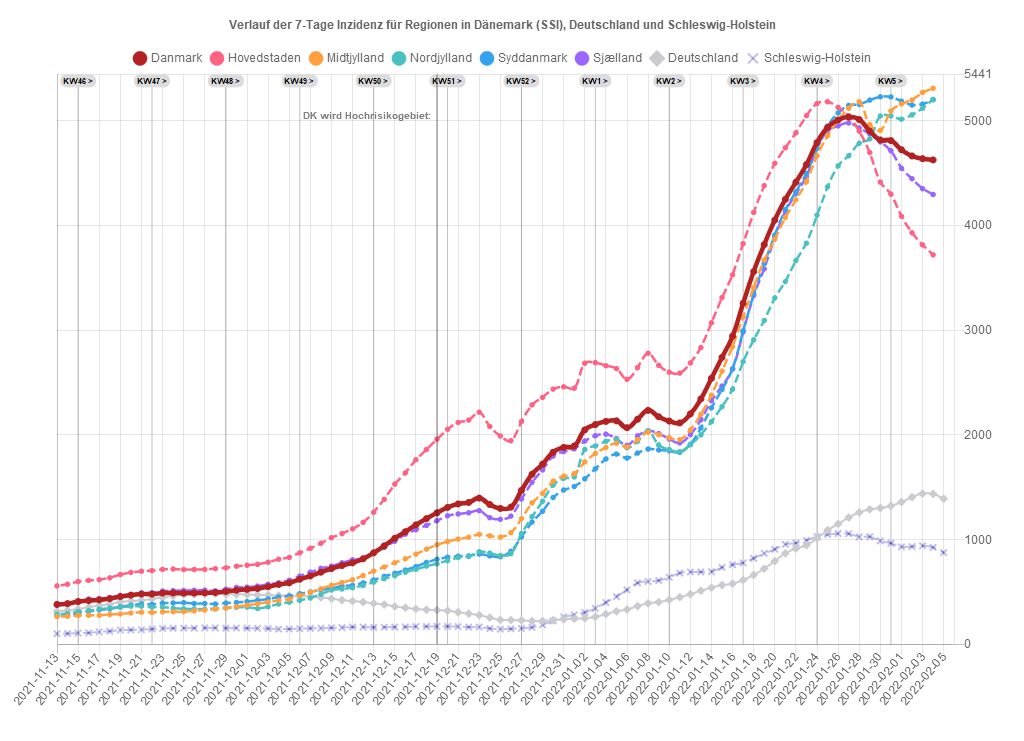 Verlauf der 7-Tage Inzidenz für Regionen in Dänemark (SSI), Deutschland und Schleswig-Holstein
Danmark Hovedstaden Midtjylland Nordjylland Syddanmark Sjælland Deutschland Schleswig-Holstein
KW46 > KW47 > KW48 > KW49 > KW50 > KW51 > KW52 > KW1 > KW2 > KW3 > KW4 > KW5 >
5441
DK wird Hochrisikogebiet:
5000
4000
3000
2000
1000
0
2021-11-13 2021-11-15 2021-11-17 2021-11-19 2021-11-21 2021-11-23 2021-11-25 2021-11-27 2021-11-29 2021-12-01 2021-12-03 2021-12-05 2021-12-07 2021-12-09 2021-12-11 2021-12-13 2021-12-15 2021-12-17 2021-12-19 2021-12-21 2021-12-23 2021-12-25 2021-12-27 2021-12-29 2021-12-31 2022-01-02 2022-01-04 2022-01-06 2022-01-08 2022-01-10 2022-01-12 2022-01-14 2022-01-16 2022-01-18 2022-01-20 2022-01-22 2022-01-24 2022-01-26 2022-01-28 2022-01-30 2022-02-01 2022-02-03 2022-02-05